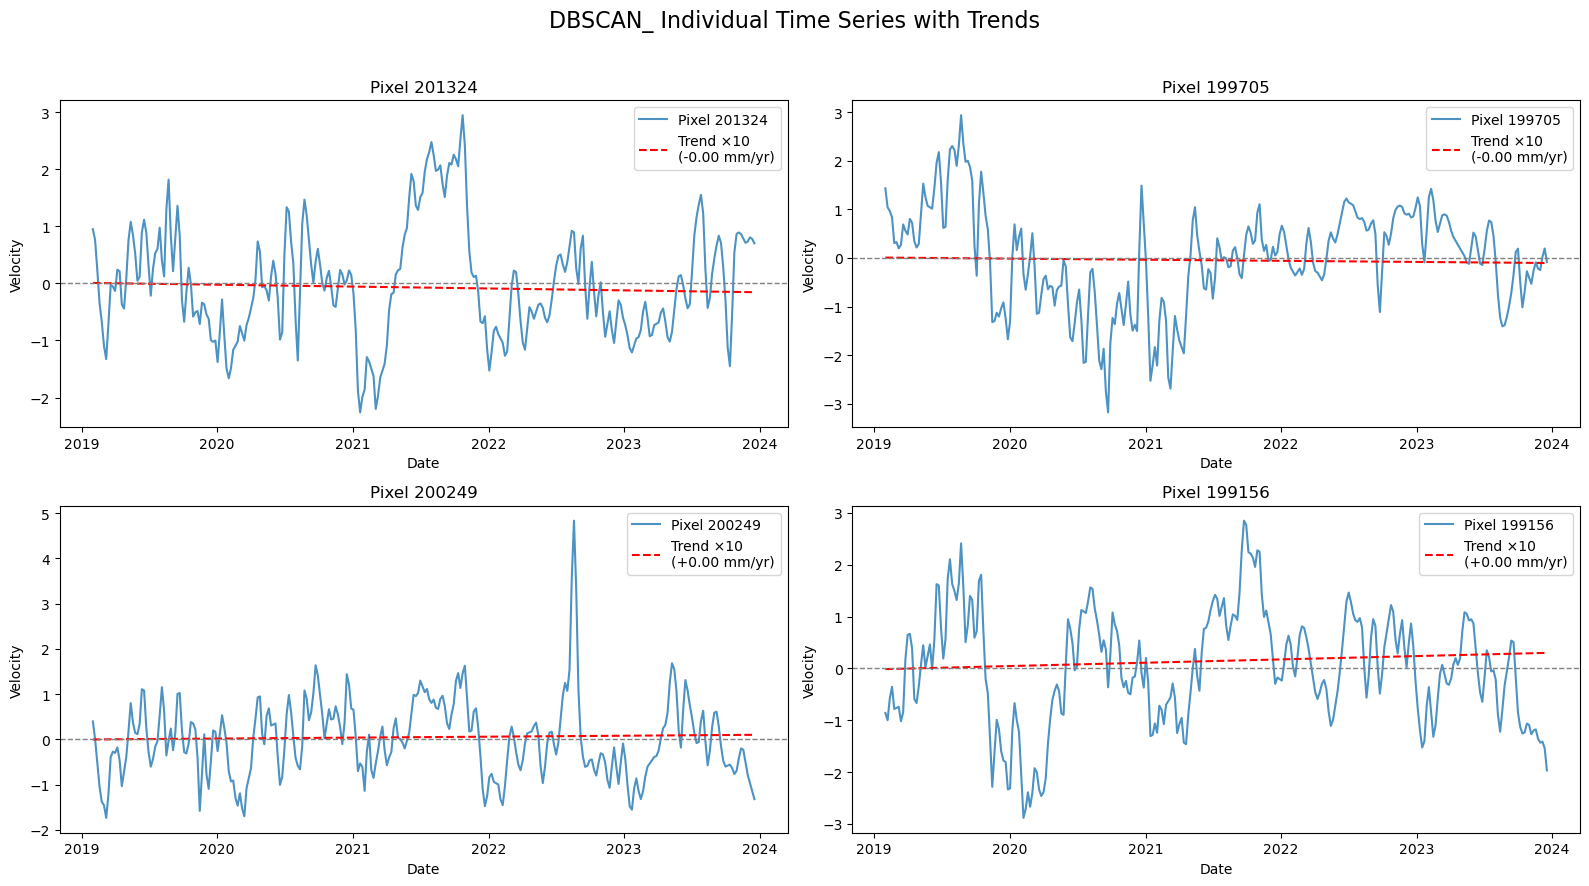 DBSCAN_ Individual Time Series with Trends
Pixel 201324
Velocity
3
2
1
0
−1
−2
Pixel 201324
Trend ×10
(-0.00 mm/yr)
2019 2020 2021 2022 2023 2024
Date
Pixel 199705
Velocity
3
2
1
0
−1
−2
−3
Pixel 199705
Trend ×10
(-0.00 mm/yr)
2019 2020 2021 2022 2023 2024
Date
Pixel 200249
Velocity
5
4
3
2
1
0
−1
−2
Pixel 200249
Trend ×10
(+0.00 mm/yr)
2019 2020 2021 2022 2023 2024
Date
Pixel 199156
Velocity
3
2
1
0
−1
−2
−3
Pixel 199156
Trend ×10
(+0.00 mm/yr)
2019 2020 2021 2022 2023 2024
Date